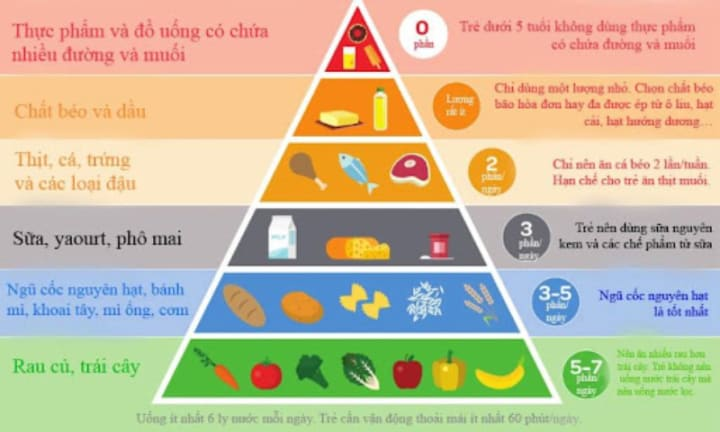 Thực phẩm và đồ uống có chứa
nhiều đường và muối
0
phần
Trẻ dưới 5 tuổi không dùng thực phẩm
có chứa đường và muối
Chất béo và dầu
Lượng
rất ít
Chỉ dùng một lượng nhỏ. Chọn chất béo
bão hòa đơn hay đa được ép từ ô liu, hạt
cải, hạt hướng dương...
Thịt, cá, trứng
và các loại đậu
2
phần/
ngày
Chỉ nên ăn cá béo 2 lần/tuần.
Hạn chế cho trẻ ăn thịt muối.
Sữa, yaourt, phô mai
MILK
3
phần/
ngày
Trẻ nên dùng sữa nguyên
kem và các chế phẩm từ sữa
Ngũ cốc nguyên hạt, bánh
mì, khoai tây, mì ống, cơm
3-5
phần/
ngày
Ngũ cốc nguyên hạt
là tốt nhất
Rau củ, trái cây
5-7
phần/
ngày
Nên ăn nhiều rau hơn
trái cây. Trẻ không nên
uống nước trái cây mà
nên uống nước lọc.
Uống ít nhất 6 ly nước mỗi ngày. Trẻ cần vận động thoải mái ít nhất 60 phút/ngày.